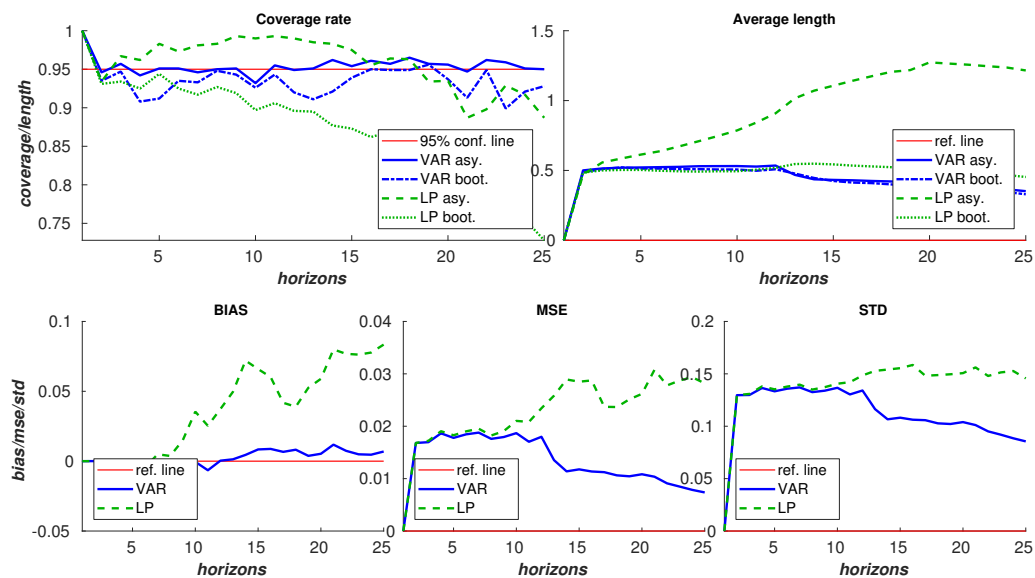 Coverage rate
1
0.95
0.9
0.85
0.8
0.75
coverage/length
5
10
15
20
25
horizons
95% conf. line
VAR asy.
VAR boot.
LP asy.
LP boot.
Average length
1.5
1
0.5
0
5
10
15
20
25
horizons
ref. line
VAR asy.
VAR boot.
LP asy.
LP boot.
BIAS
0.1
0.05
0
-0.05
bias/mse/std
5
10
15
20
25
horizons
ref. line
VAR
LP
MSE
0.04
0.03
0.02
0.01
0
5
10
15
20
25
horizons
ref. line
VAR
LP
STD
0.2
0.15
0.1
0.05
0
5
10
15
20
25
horizons
ref. line
VAR
LP